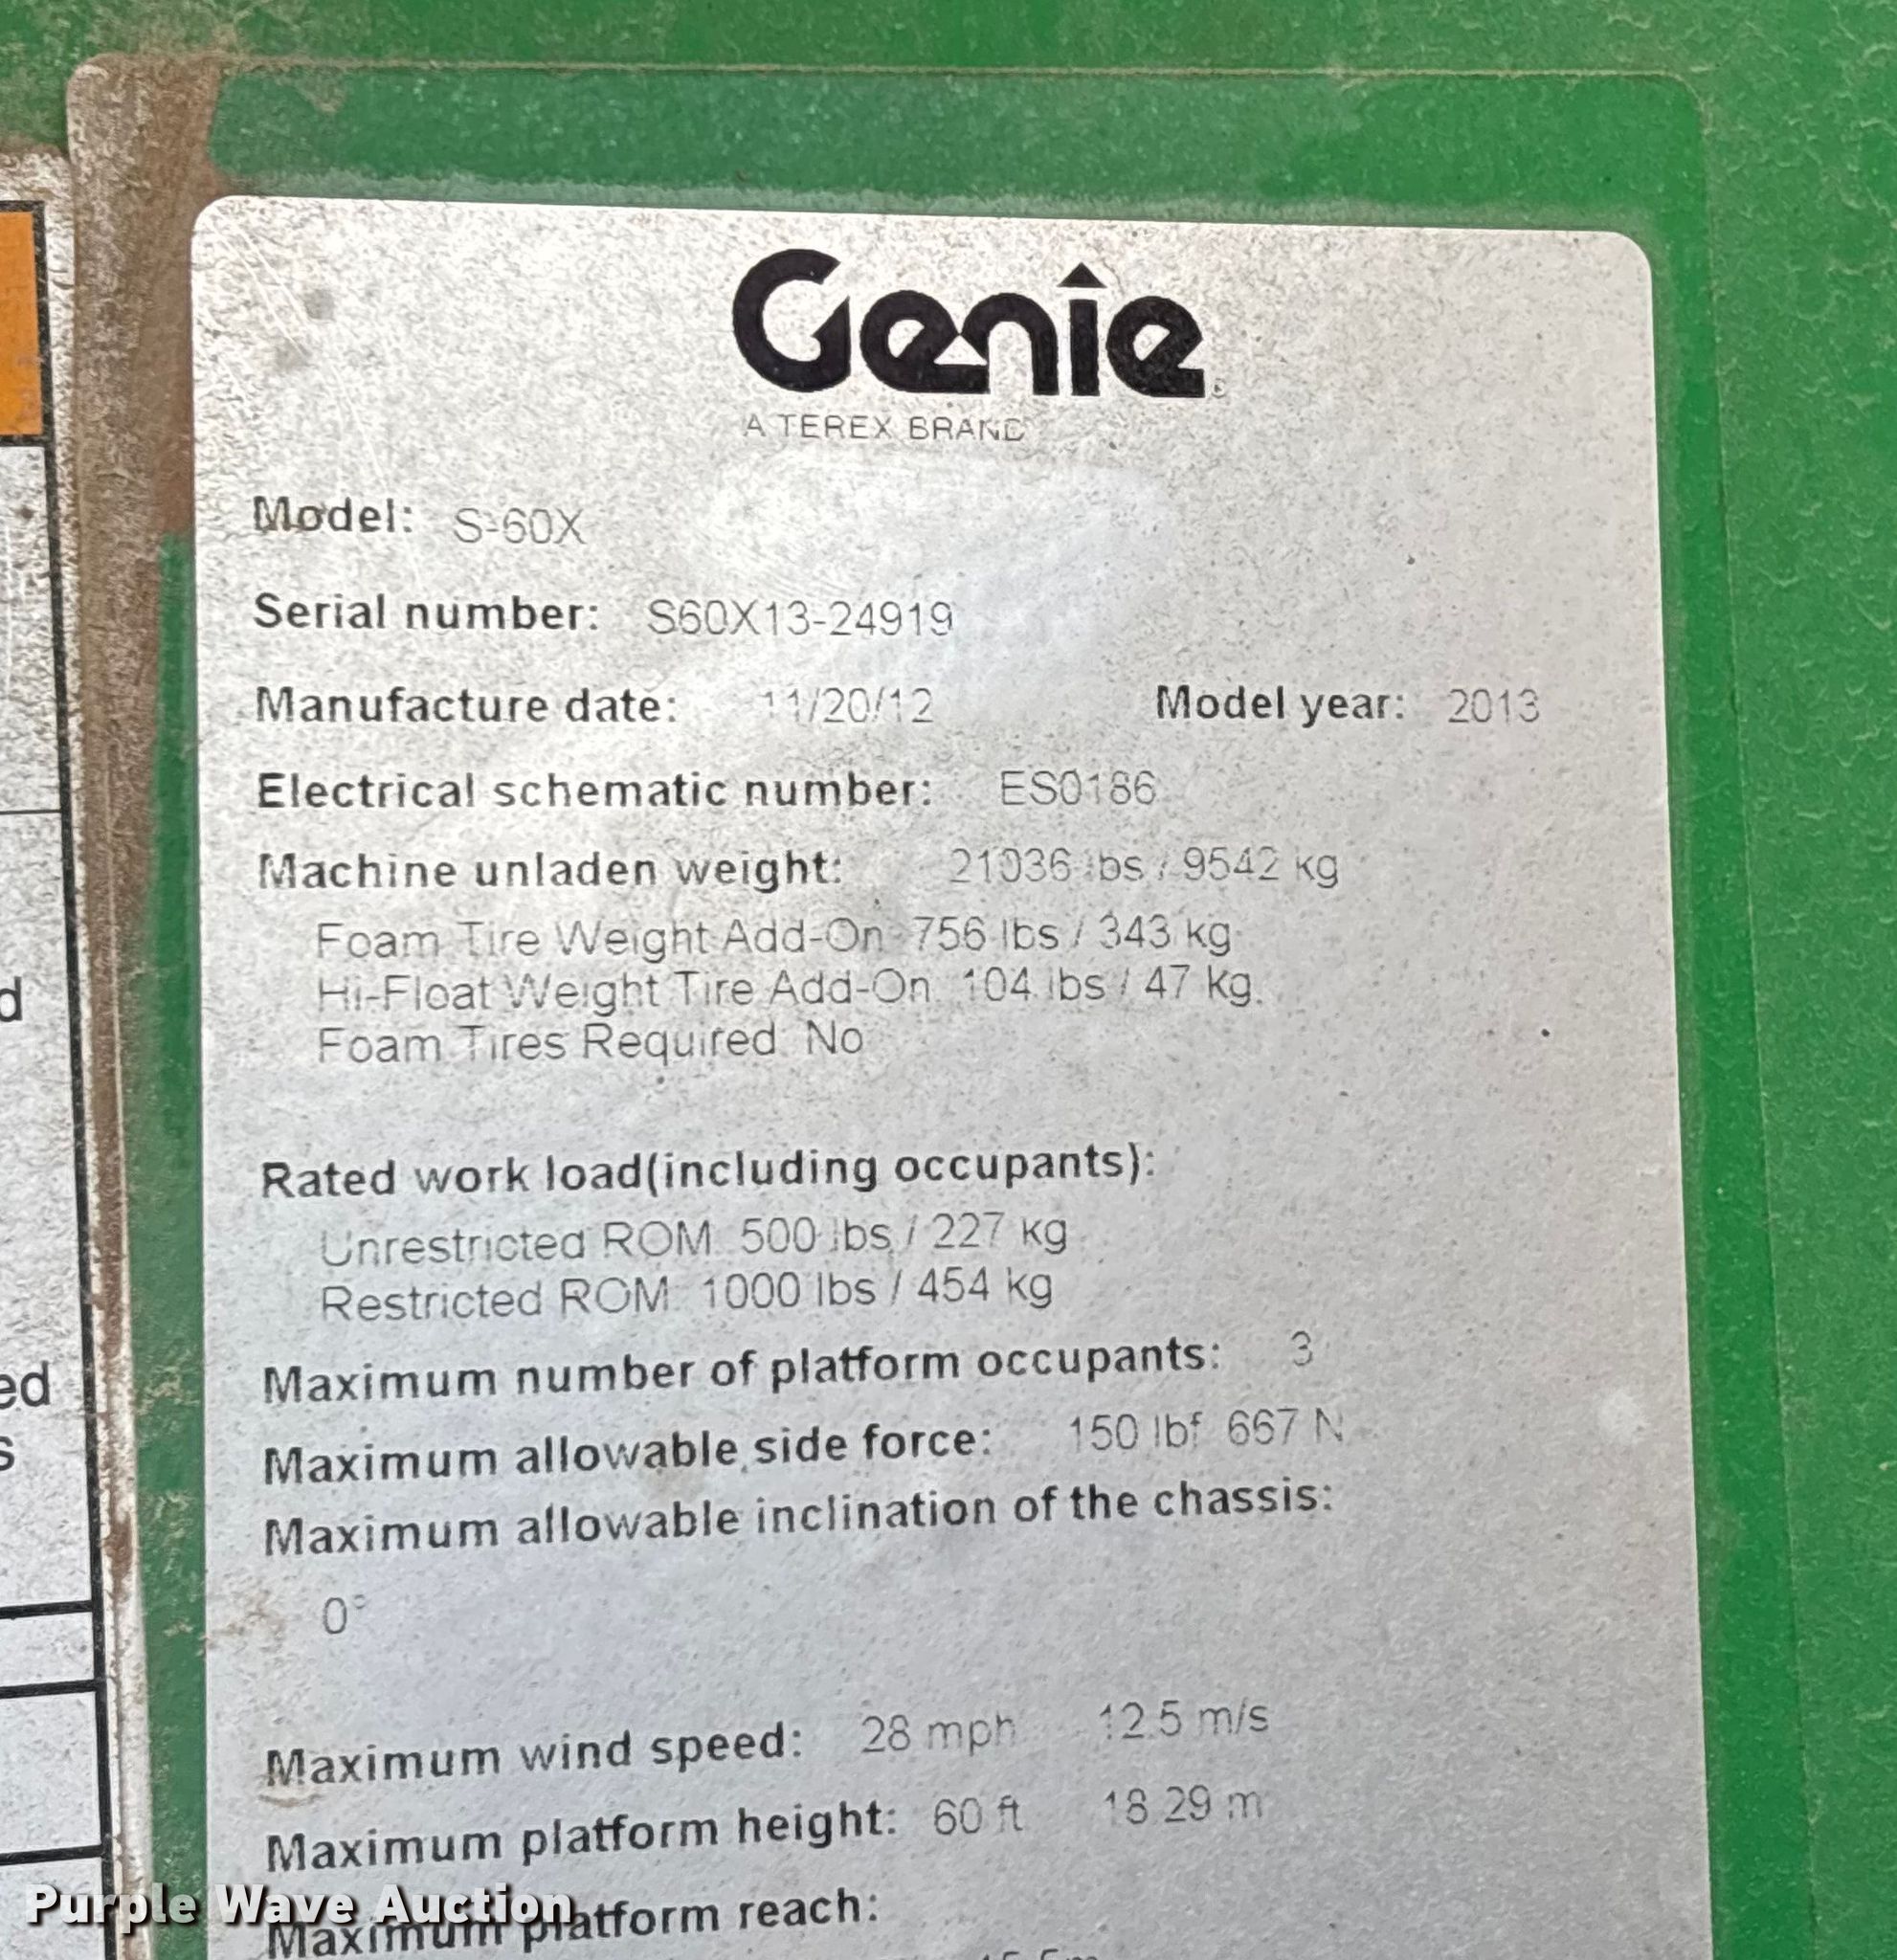 Genie
A TEREX BRAND
Model: S-60X
Serial number: S60X13-24919
Manufacture date: 11/20/12 Model year: 2013
Electrical schematic number: ES0186
Machine unladen weight: 21036 lbs / 9542 kg
Foam Tire Weight Add-On 756 lbs / 343 kg
Hi-Float Weight Tire Add-On 104 lbs / 47 kg
Foam Tires Required No
Rated work load(including occupants):
Unrestricted ROM 500 lbs / 227 kg
Restricted ROM 1000 lbs / 454 kg
Maximum number of platform occupants: 3
Maximum allowable side force: 150 lbf 667 N
Maximum allowable inclination of the chassis:
0°
Maximum wind speed: 28 mph 12.5 m/s
Maximum platform height: 60 ft 18.29 m
Maximum platform reach:
Purple Wave Auction